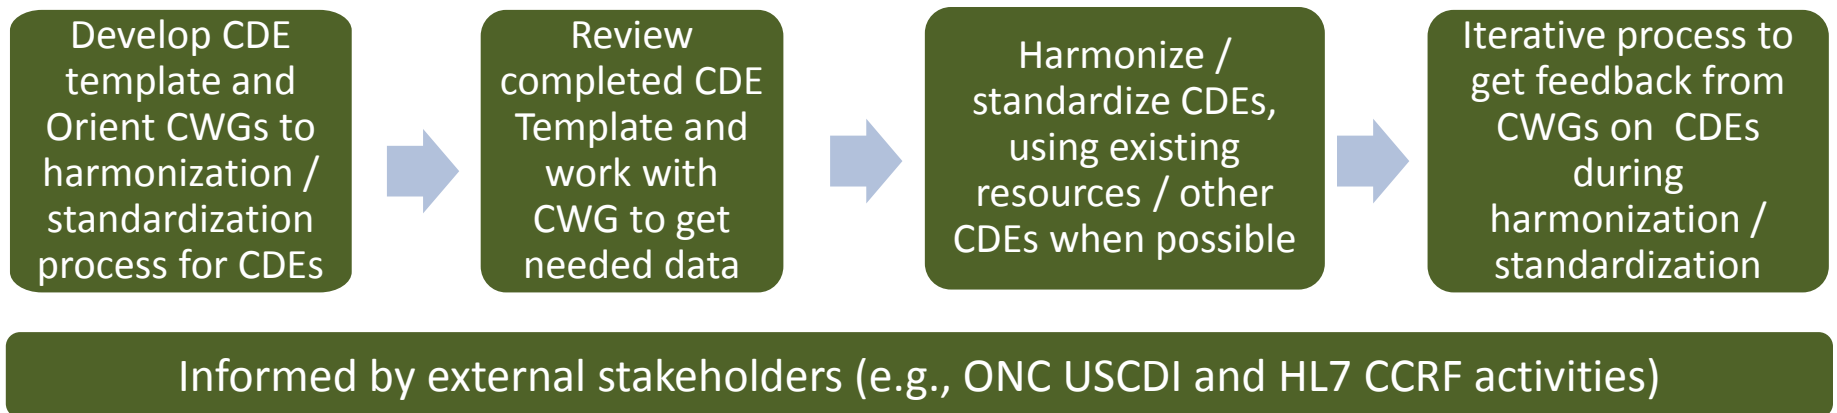 Develop CDE
template and
Orient CWGs to
harmonization /
standardization
process for CDEs
Review
completed CDE
Template and
work with
CWG to get
needed data
Harmonize /
standardize CDEs,
using existing
resources / other
CDEs when possible
Iterative process to
get feedback from
CWGs on CDEs
during
harmonization /
standardization
Informed by external stakeholders (e.g., ONC USCDI and HL7 CCRF activities)